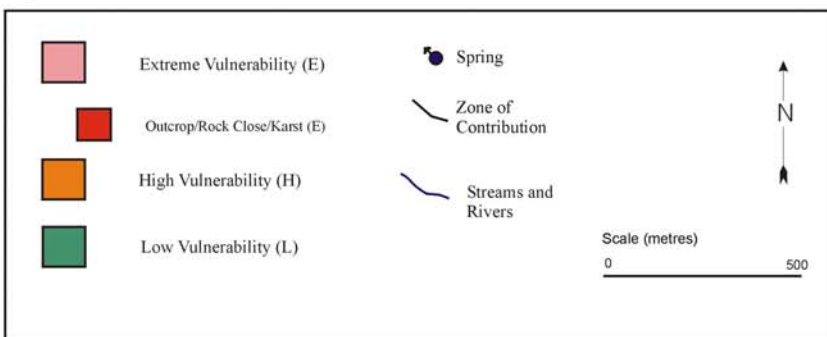 Extreme Vulnerability (E)
Outcrop/Rock Close/Karst (E)
High Vulnerability (H)
Low Vulnerability (L)
Spring
Zone of
Contribution
Streams and
Rivers
N
Scale (metres)
0 500